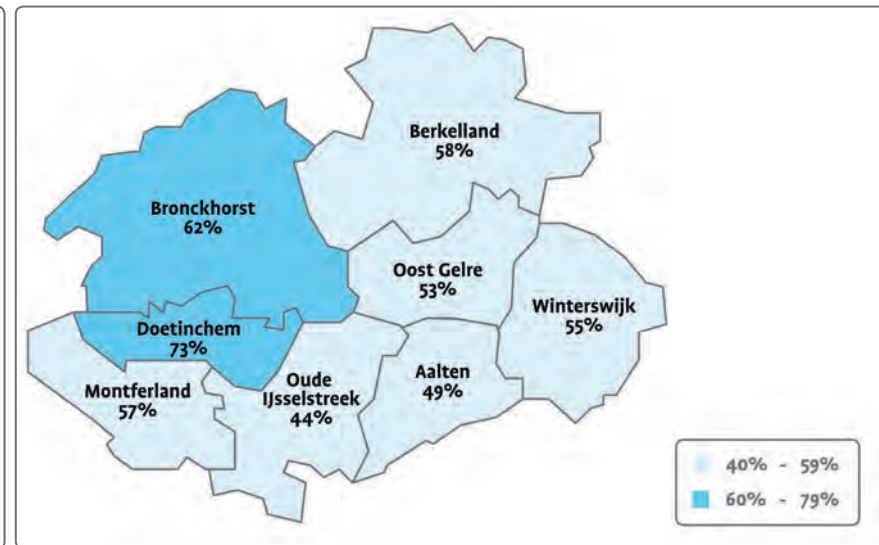 Berkelland
58%
Bronckhorst
62%
Oost Gelre
53%
Winterswijk
55%
Doetinchem
73%
Montferland
57%
Oude
IJsselstreek
44%
Aalten
49%
40% - 59%
60% - 79%